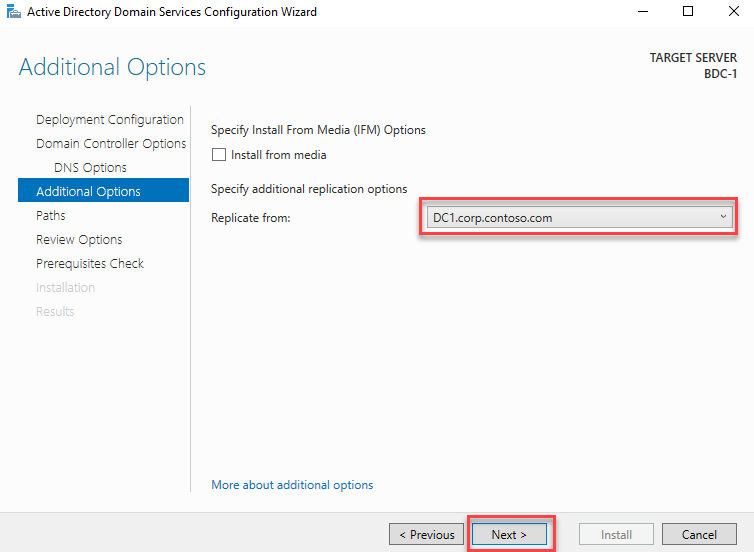 Active Directory Domain Services Configuration Wizard
Additional Options
TARGET SERVER
BDC-1
Deployment Configuration
Domain Controller Options
DNS Options
Additional Options
Paths
Review Options
Prerequisites Check
Installation
Results
Specify Install From Media (IFM) Options
Install from media
Specify additional replication options
Replicate from:
DC1.corp.contoso.com
More about additional options
< Previous
Next >
Install
Cancel